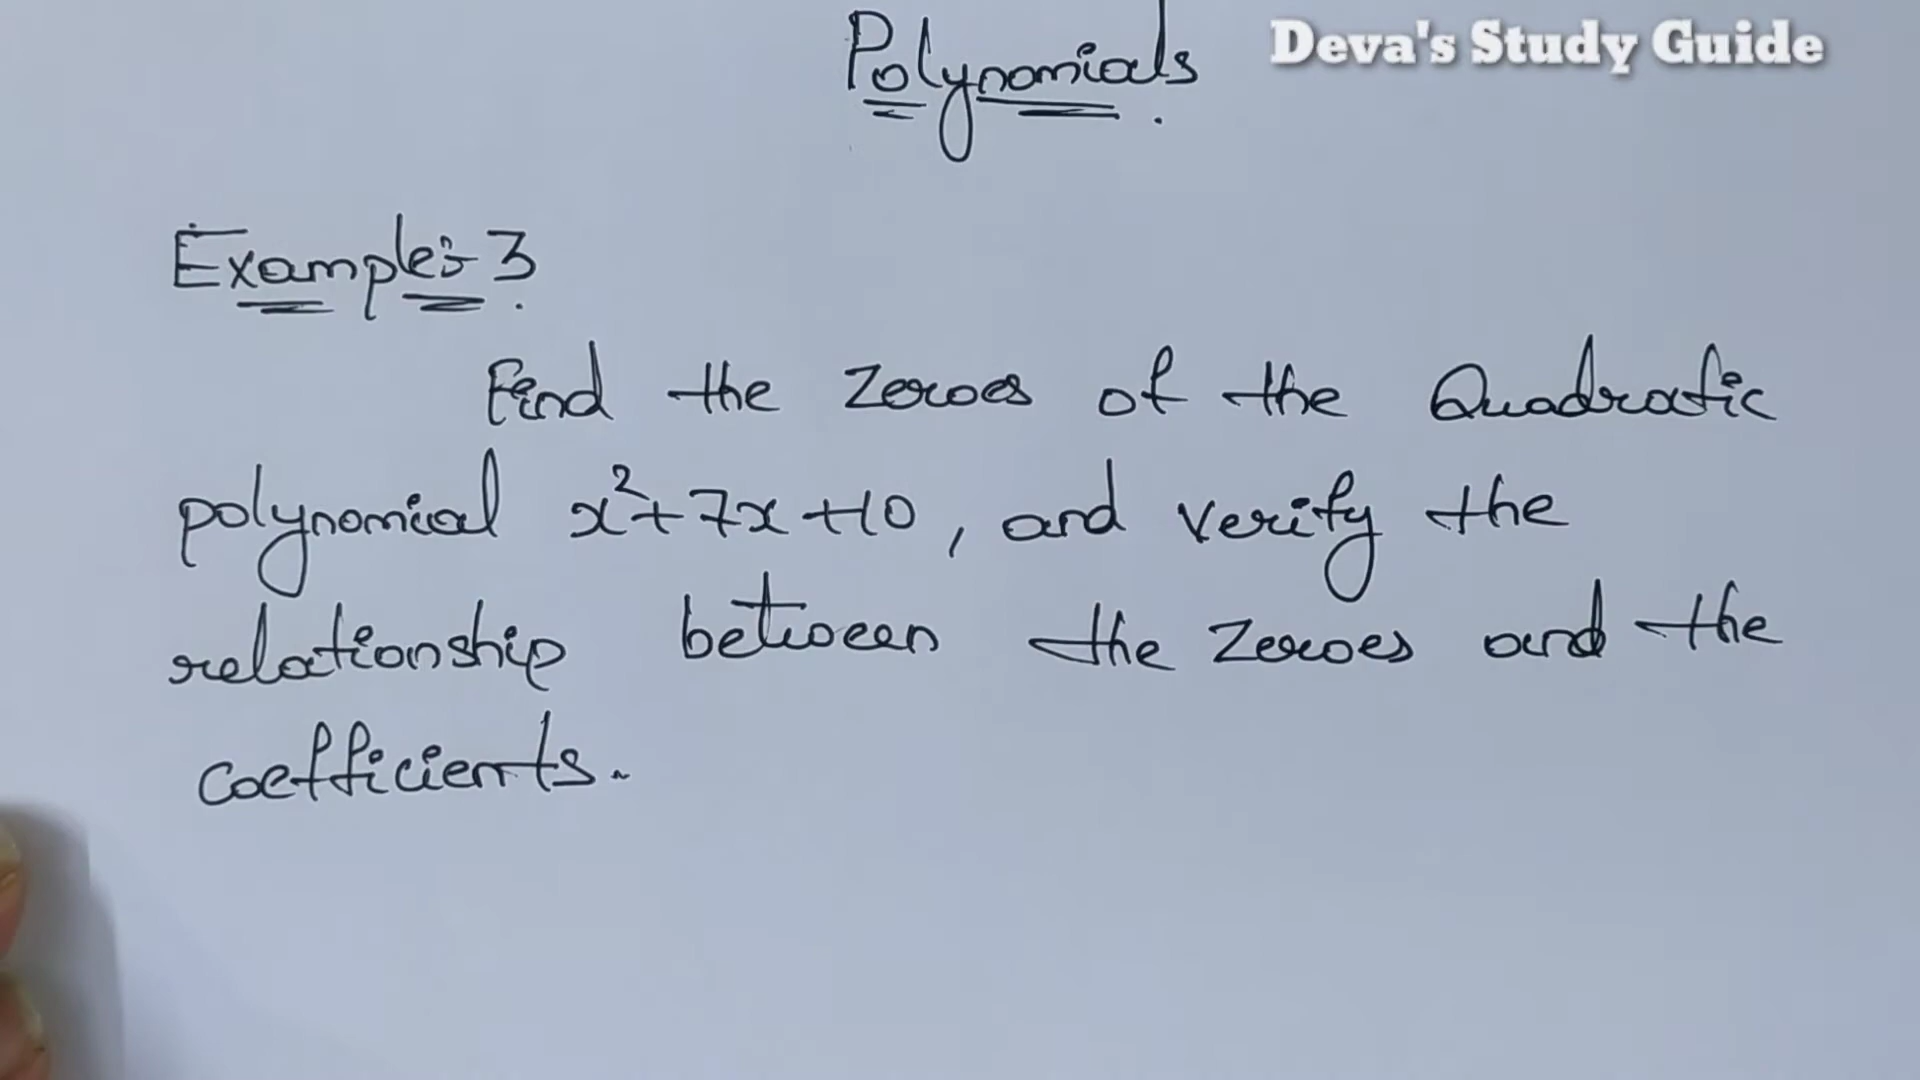 Polynomials.
Deva's Study Guide
Example:- 3.
Find the zeroes of the Quadratic
polynomial x²+7x+10, and verify the
relationship between the zeroes and the
coefficients.